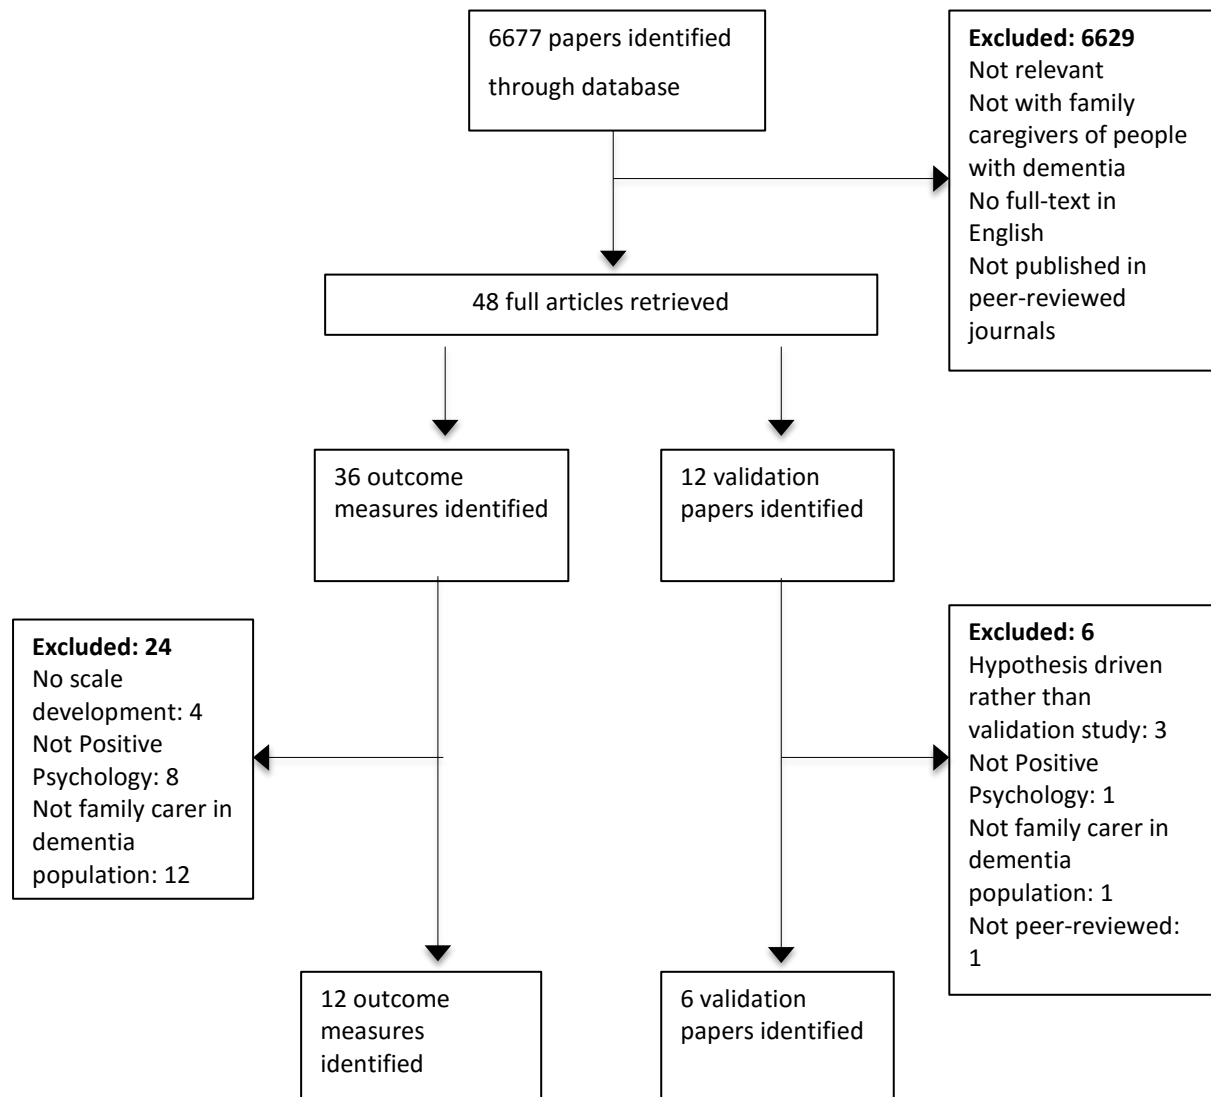 6677 papers identified
through database
Excluded: 6629
Not relevant
Not with family
caregivers of people
with dementia
No full-text in
English
Not published in
peer-reviewed
journals
48 full articles retrieved
36 outcome
measures identified
12 validation
papers identified
Excluded: 24
No scale
development: 4
Not Positive
Psychology: 8
Not family carer in
dementia
population: 12
Excluded: 6
Hypothesis driven
rather than
validation study: 3
Not Positive
Psychology: 1
Not family carer in
dementia
population: 1
Not peer-reviewed:
1
12 outcome
measures
identified
6 validation
papers identified